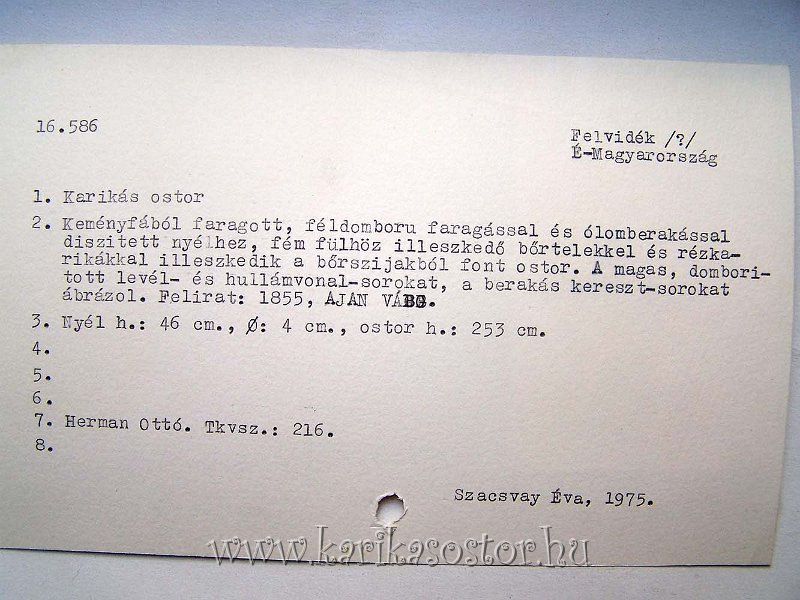 16.586
Felvidék /?/
É-Magyarország
1. Karikás ostor
2. Keményfából faragott, féldomboru faragással és ólomberakással
diszitett nyélhez, fém fülhöz illeszkedő bőrtelekkel és rézka-
rikákkal illeszkedik a bőrszijakból font ostor. A magas, dombori-
tott levél- és hullámvonal-sorokat, a berakás kereszt-sorokat
ábrázol. Felirat: 1855, AJÁN
3. Nyél h.: 46 cm., Ø: 4 cm., ostor h.: 253 cm.
4.
5.
6.
7. Herman Ottó. Tkvsz.: 216.
8.
Szacsvay Éva, 1975.
www.karikasostor.hu